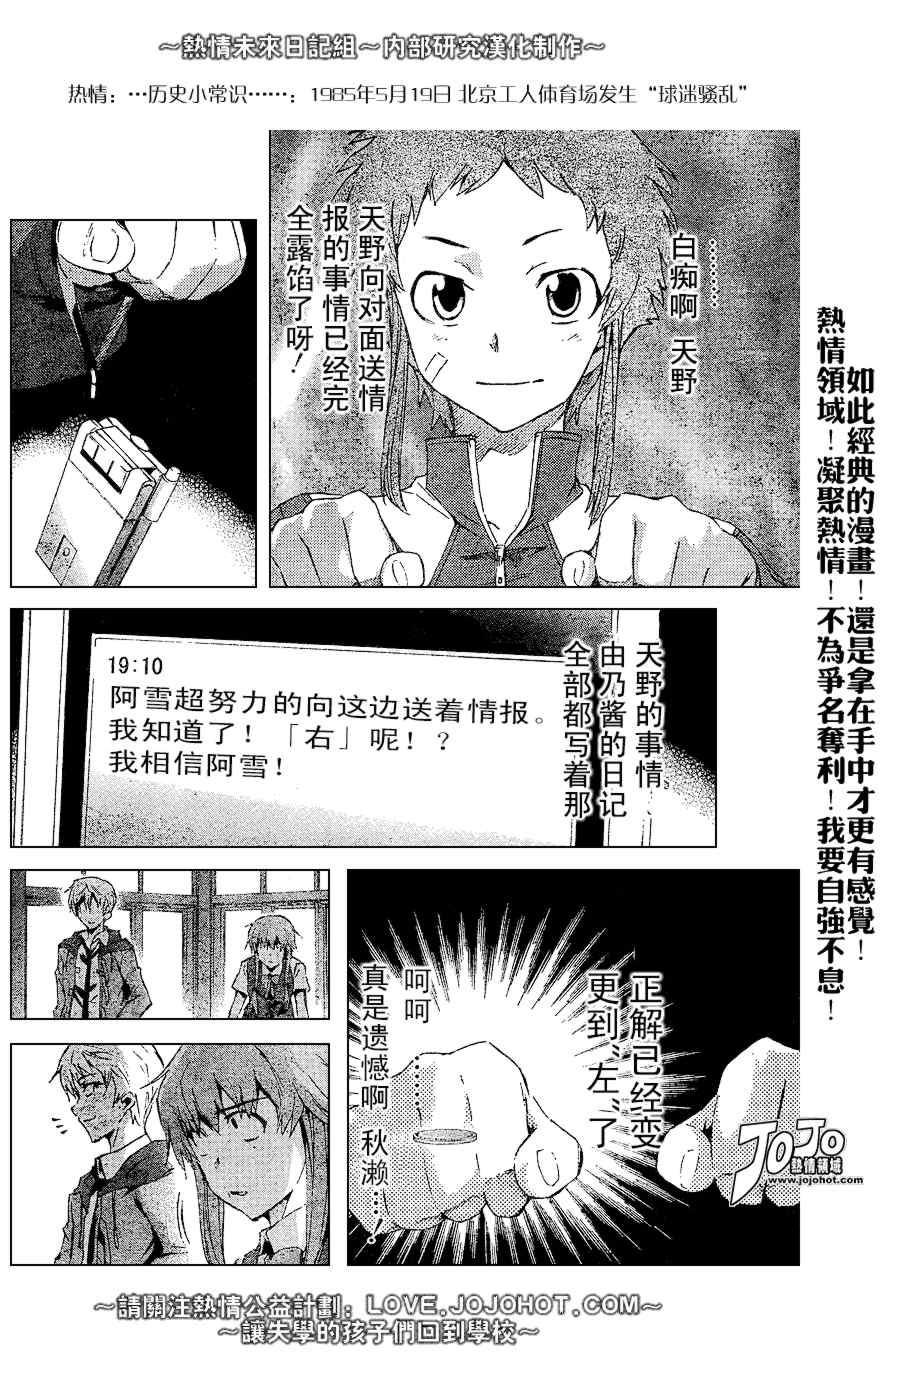 ～熱情未來日記組～内部研究漢化制作～
热情：…历史小常识……：1985年5月19日 北京工人体育场发生“球迷骚乱”
………
白痴啊 天野
天野向对面送情
报的事情已经完
全露馅了呀！
天野的事情
由乃酱的日记
全部都写着那
19:10
阿雪超努力的向这边送着情报。
我知道了！「右」呢！？
我相信阿雪！
正解已经变
更到〝左〞了
呵呵………
真是遗憾啊 秋濑……！
如此經典的漫畫！還是拿在手中才更有感覺！
熱情領域！凝聚熱情！不為爭名奪利！我要自強不息！
JOJO
熱情領域
www.jojohot.com
～請關注熱情公益計劃：LOVE.JOJOHOT.COM～
～讓失學的孩子們回到學校～